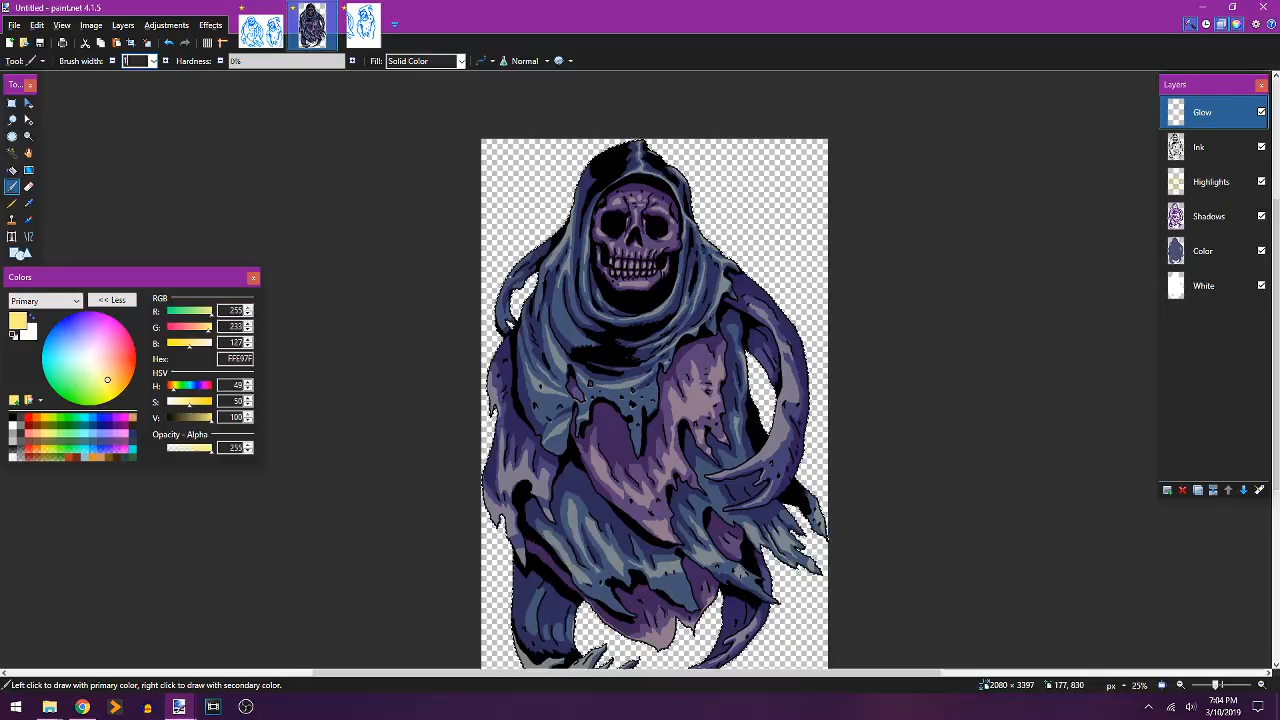 Untitled - paint.net 4.1.5
File Edit View Image Layers Adjustments Effects
Tool: Brush width: 1 Hardness: 0% Fill: Solid Color Normal
To...
Layers
Glow
Ink
Highlights
Shadows
Color
White
Colors
Primary << Less
RGB
R: 255
G: 233
B: 127
Hex: FFE97F
HSV
H: 49
S: 50
V: 100
Opacity - Alpha
255
Left click to draw with primary color, right click to draw with secondary color. 2080 × 3397 177, 830 px 25%
7:04 PM
3/10/2019